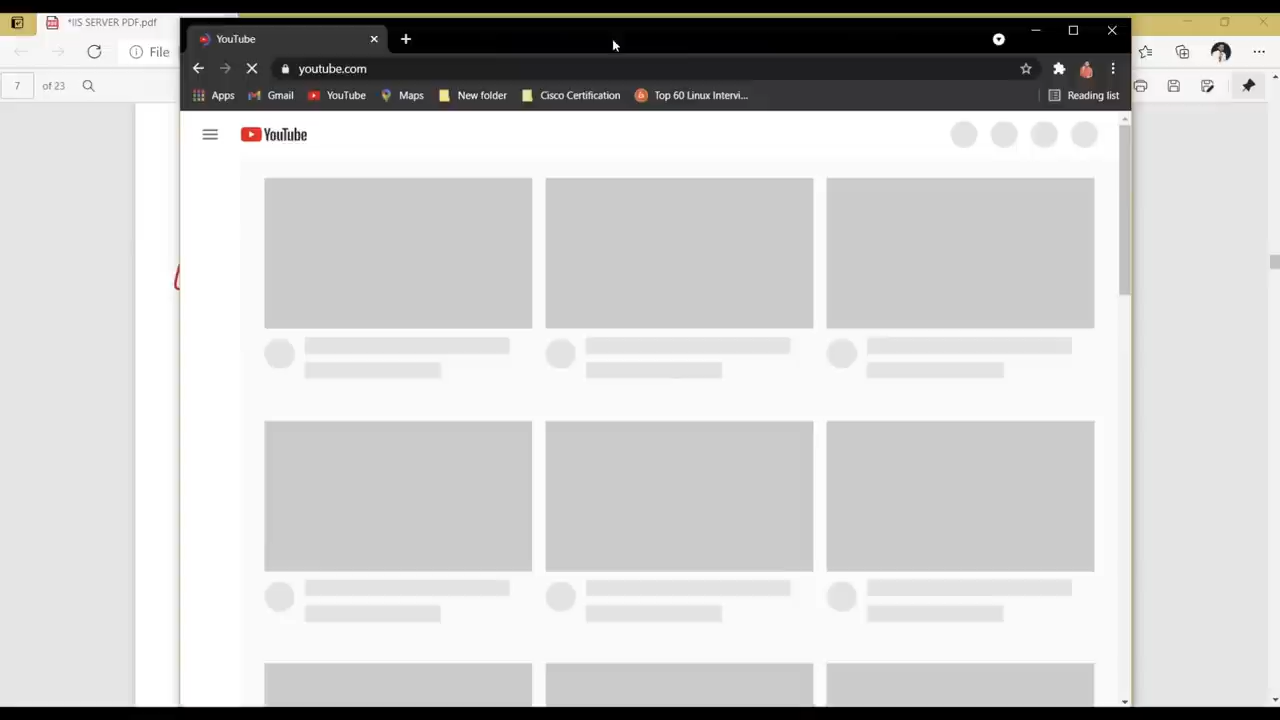 *IIS SERVER PDF.pdf
File
7 of 23
YouTube
youtube.com
Apps Gmail YouTube Maps New folder Cisco Certification Top 60 Linux Intervi... Reading list
YouTube